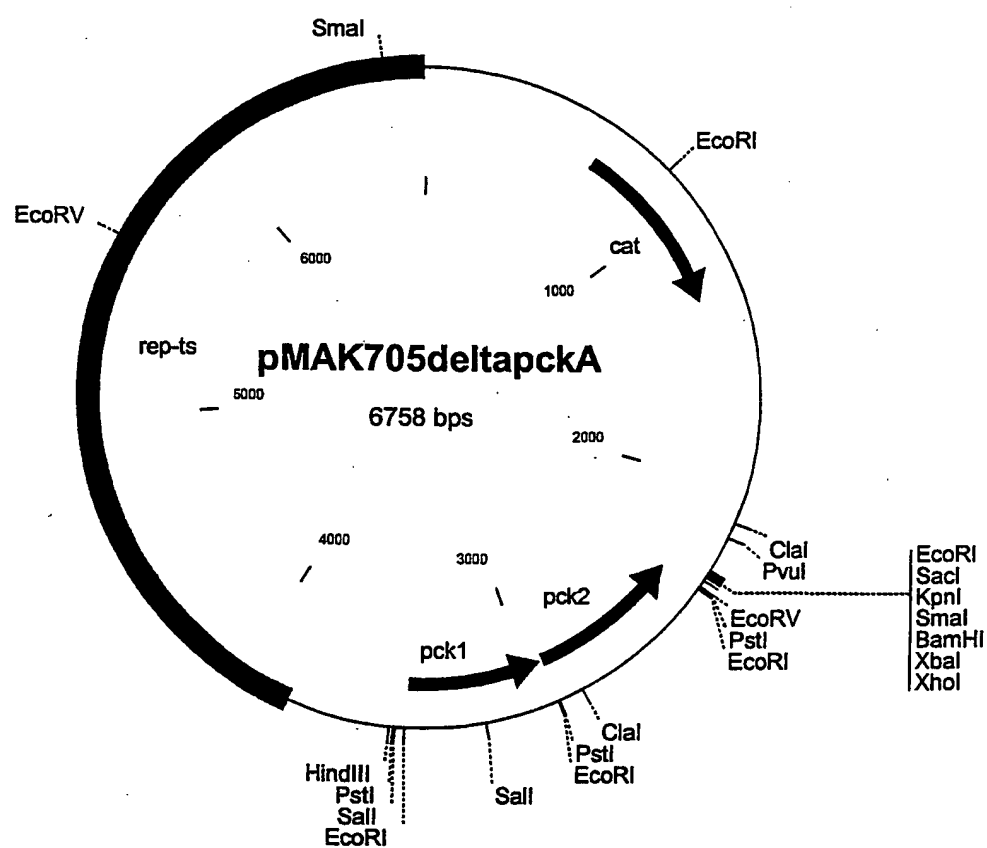 SmaI
EcoRI
EcoRV
cat
6000
1000
rep-ts
pMAK705deltapckA
5000
6758 bps
2000
4000
3000
ClaI
PvuI
EcoRI
SacI
KpnI
SmaI
BamHI
XbaI
XhoI
pck2
EcoRV
PstI
EcoRI
pck1
ClaI
PstI
EcoRI
HindIII
PstI
SalI
EcoRI
SalI